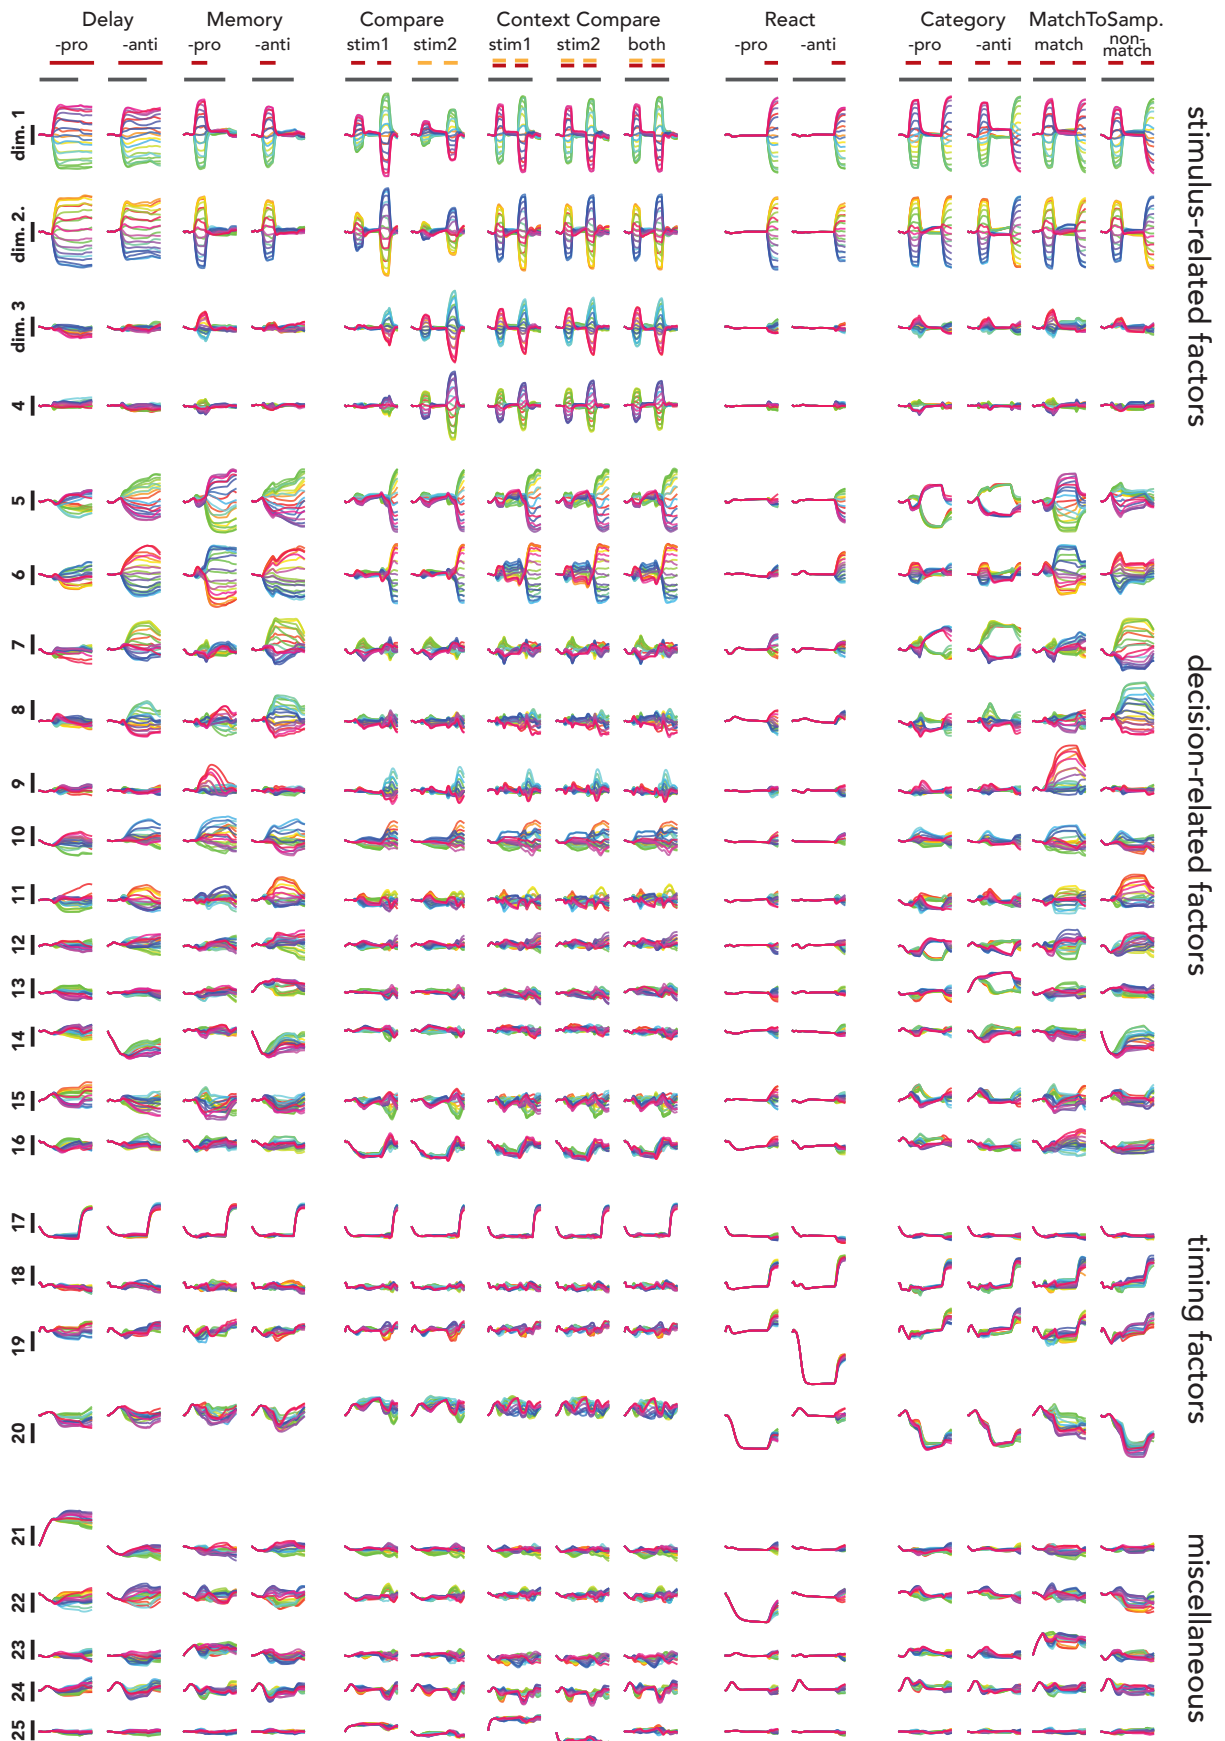 Delay Memory Compare Context Compare React Category MatchToSamp.
-pro -anti -pro -anti stim1 stim2 stim1 stim2 both -pro -anti -pro -anti match non-match
dim. 1
dim. 2.
dim. 3
4
stimulus-related factors
5
6
7
8
9
10
11
12
13
14
15
16
decision-related factors
17
18
19
20
timing factors
21
22
23
24
25
miscellaneous